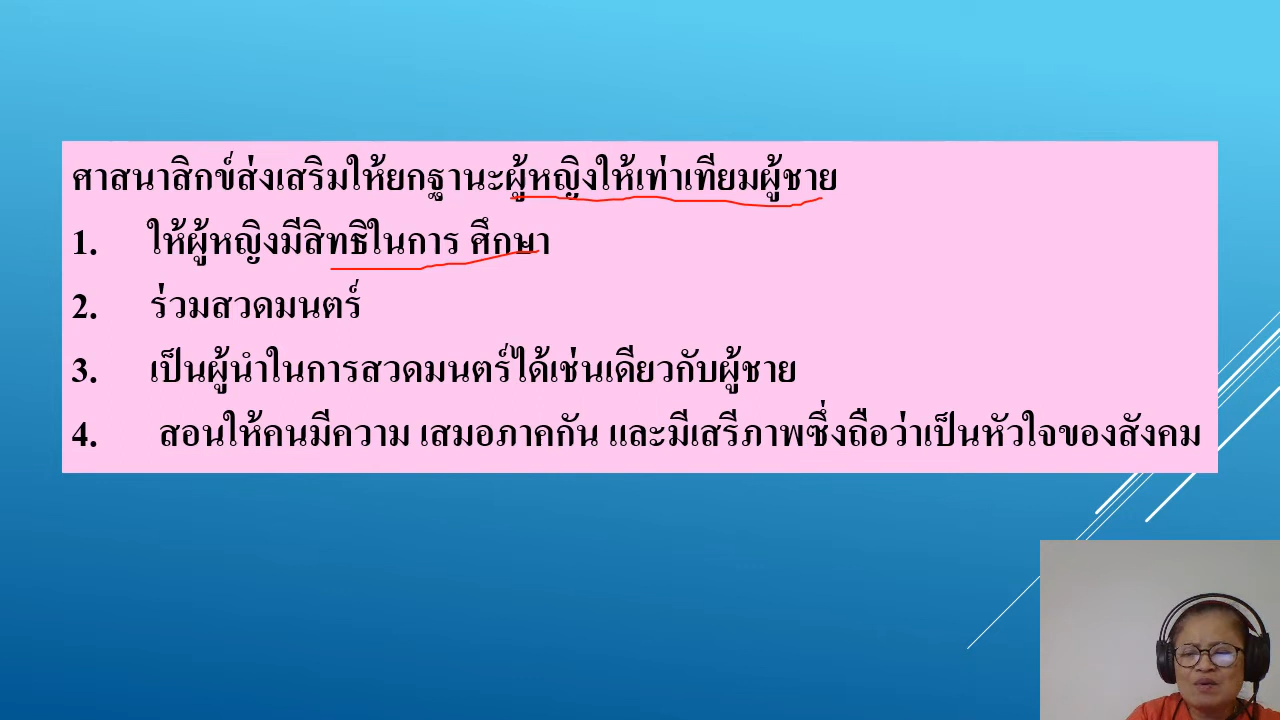 ศาสนาสิกข์ส่งเสริมให้ยกฐานะผู้หญิงให้เท่าเทียมผู้ชาย
1. ให้ผู้หญิงมีสิทธิในการ ศึกษา
2. ร่วมสวดมนตร์
3. เป็นผู้นำในการสวดมนตร์ได้เช่นเดียวกับผู้ชาย
4. สอนให้คนมีความ เสมอภาคกัน และมีเสรีภาพซึ่งถือว่าเป็นหัวใจของสังคม